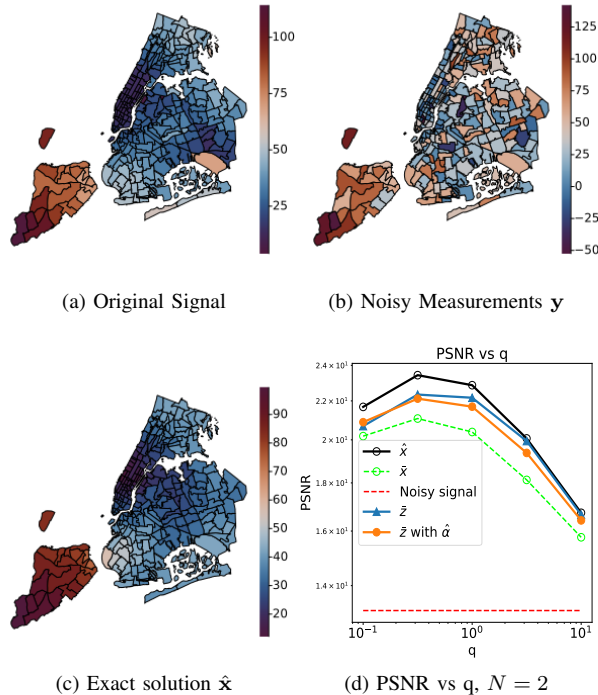 100
75
50
25
125
100
75
50
25
0
−25
−50
(a) Original Signal
(b) Noisy Measurements y
90
80
70
60
50
40
30
20
PSNR vs q
2.4 × 10¹
2.2 × 10¹
2 × 10¹
1.8 × 10¹
1.6 × 10¹
1.4 × 10¹
PSNR
x̂
x̄
Noisy signal
z̄
z̄ with α̂
10⁻¹
10⁰
10¹
q
(c) Exact solution x̂
(d) PSNR vs q, N = 2